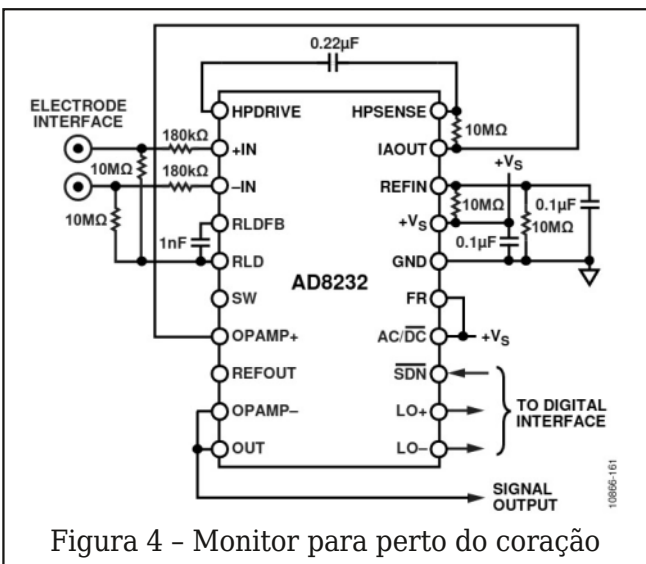 0.22µF
ELECTRODE
INTERFACE
HPDRIVE
HPSENSE
180kΩ
10MΩ
+IN
IAOUT
+VS
10MΩ
180kΩ
-IN
REFIN
10MΩ
10MΩ
0.1µF
RLDFB
+VS
1nF
0.1µF
10MΩ
RLD
GND
AD8232
SW
FR
OPAMP+
AC/DC
+VS
REFOUT
SDN
OPAMP–
LO+
TO DIGITAL
INTERFACE
OUT
LO–
SIGNAL
OUTPUT
10866-161
Figura 4 – Monitor para perto do coração